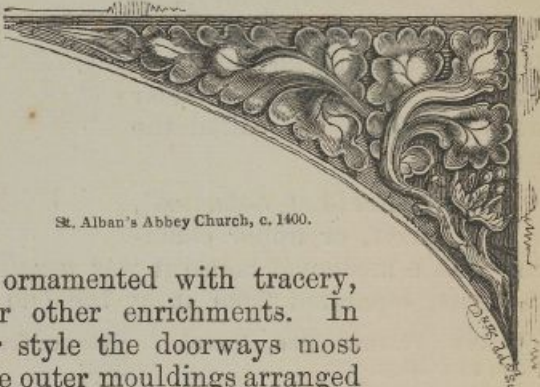 St. Alban's Abbey Church, c. 1400.
ornamented with tracery,
r other enrichments. In
style the doorways most
e outer mouldings arranged